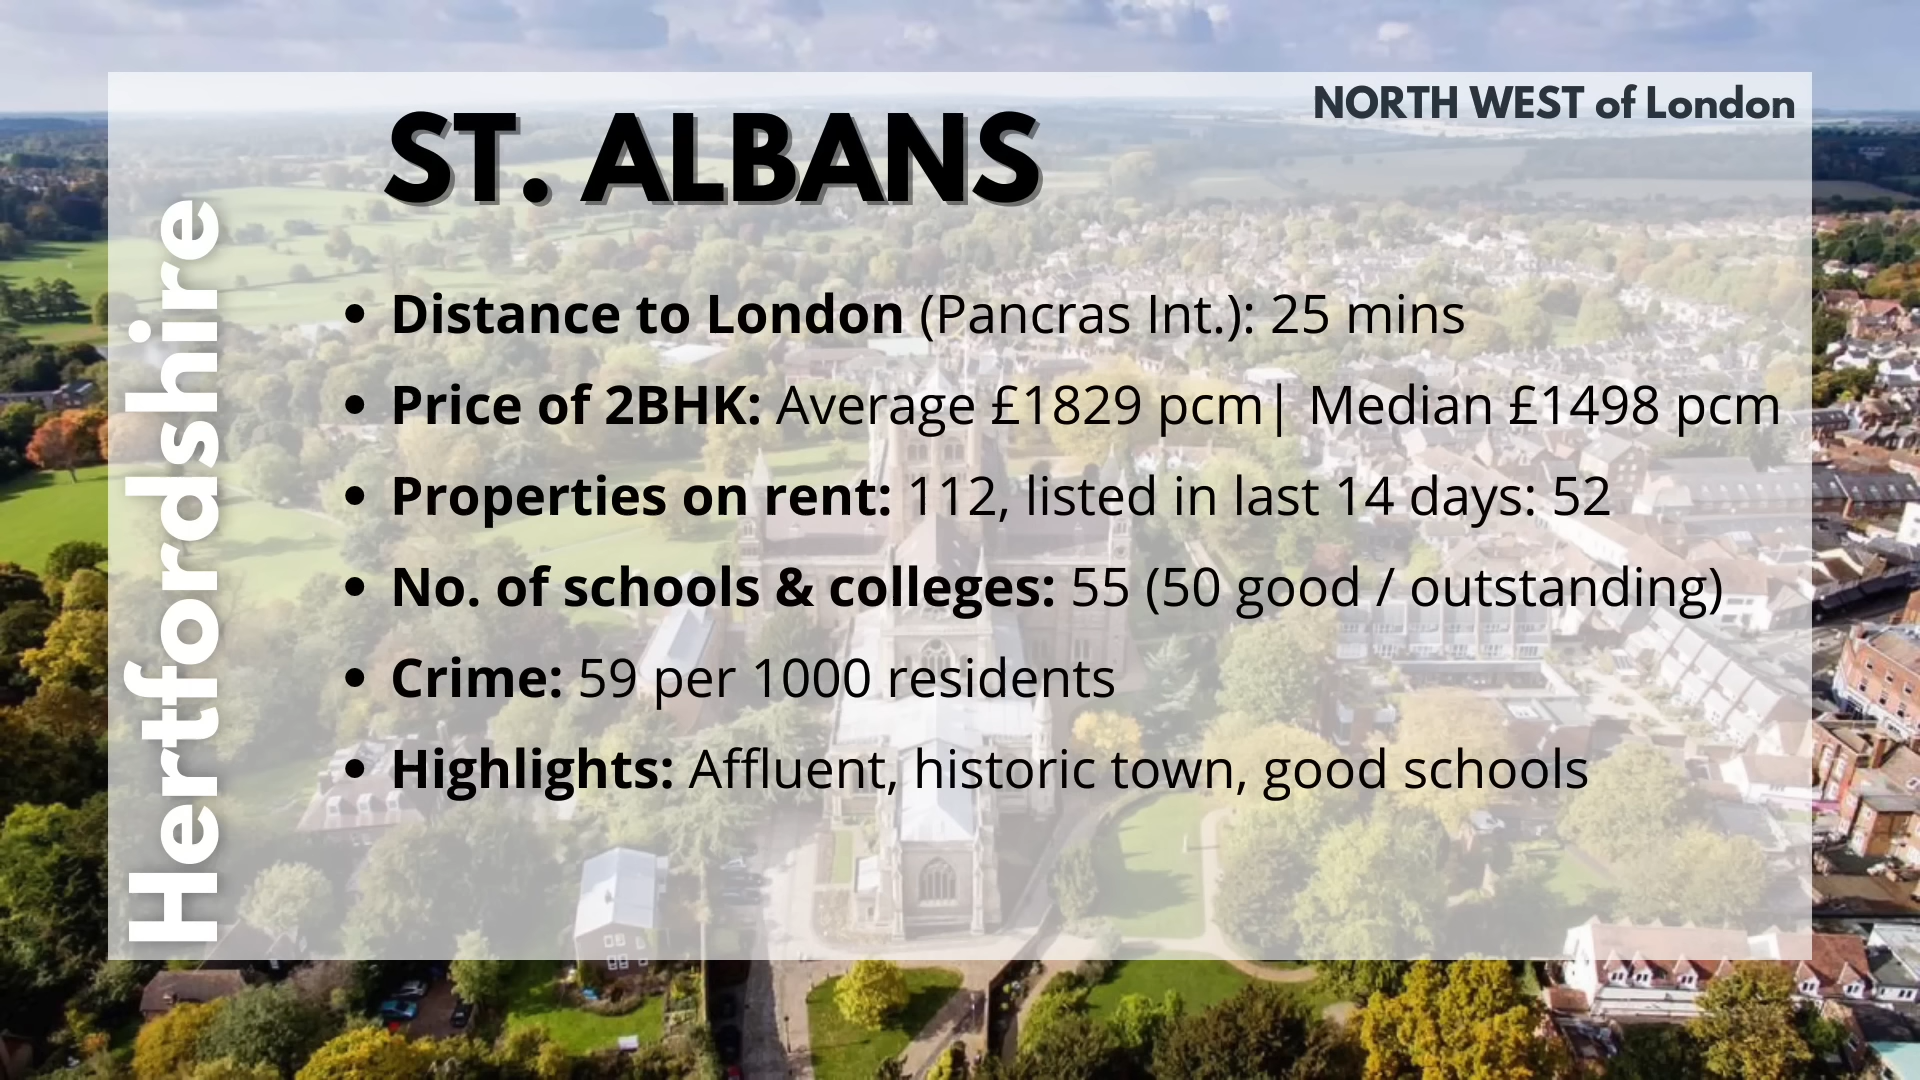 NORTH WEST of London
ST. ALBANS
Hertfordshire
• Distance to London (Pancras Int.): 25 mins
• Price of 2BHK: Average £1829 pcm| Median £1498 pcm
• Properties on rent: 112, listed in last 14 days: 52
• No. of schools & colleges: 55 (50 good / outstanding)
• Crime: 59 per 1000 residents
• Highlights: Affluent, historic town, good schools